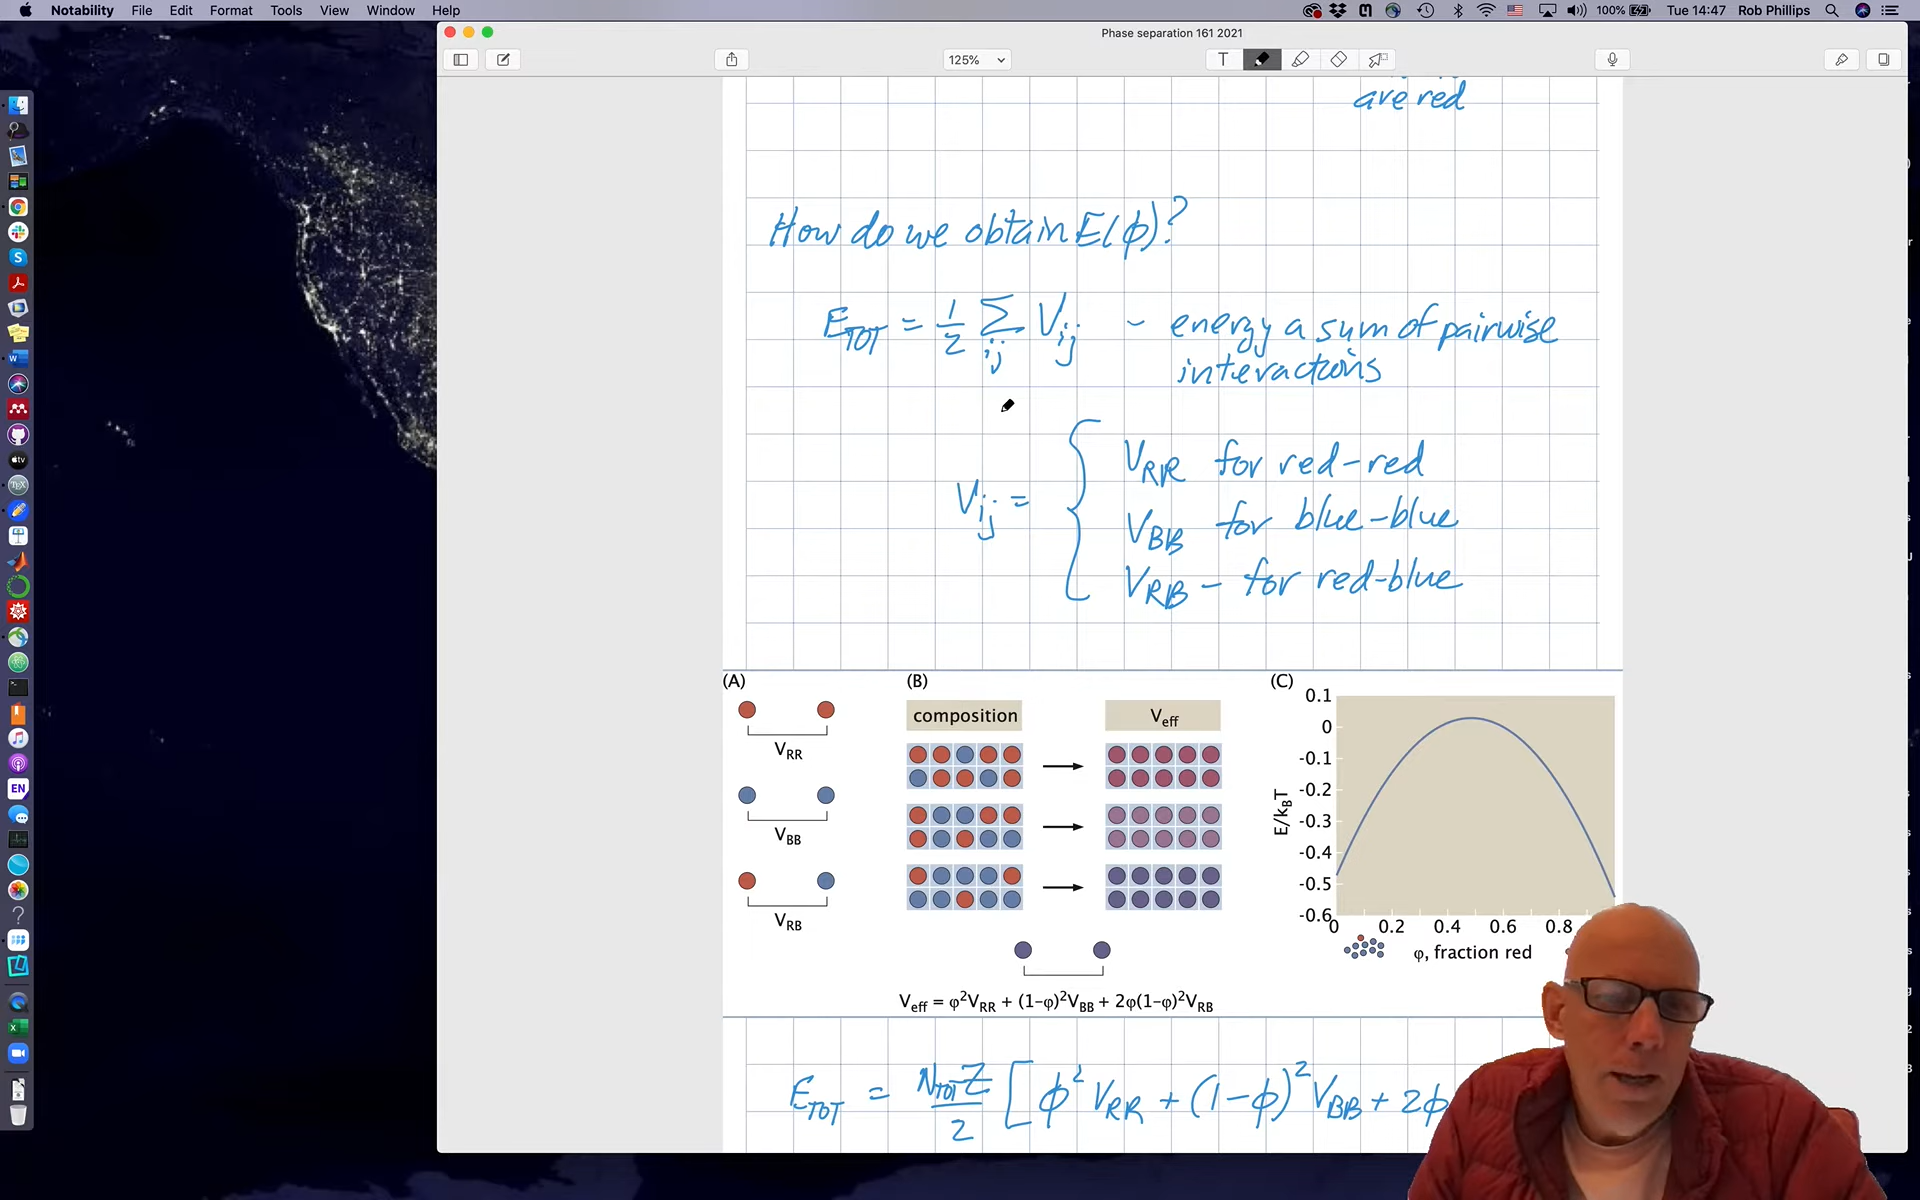 Notability File Edit Format Tools View Window Help 100% Tue 14:47 Rob Phillips
Phase separation 161 2021
125%
T
are red
How do we obtain E(φ)?
E_TOT = 1/2 Σ_ij V_ij ~ energy a sum of pairwise
interactions
V_ij = {
V_RR for red-red
V_BB for blue-blue
V_RB - for red-blue
(A)
V_RR
V_BB
V_RB
(B)
composition
V_eff
V_eff = φ²V_RR + (1-φ)²V_BB + 2φ(1-φ)²V_RB
(C)
E/k_BT
0.1
0
-0.1
-0.2
-0.3
-0.4
-0.5
-0.6
0 0.2 0.4 0.6 0.8
φ, fraction red
E_TOT = N_TOT Z / 2 [ φ² V_RR + (1-φ)² V_BB + 2φ